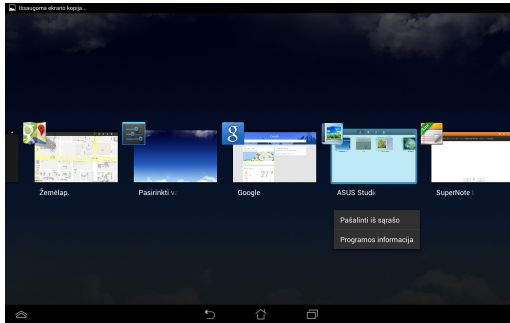 Išsaugoma ekrano kopija...
Žemėlap.
Pasirinkti v
Google
ASUS Studi
SuperNote
Pašalinti iš sąrašo
Programos informacija
27°